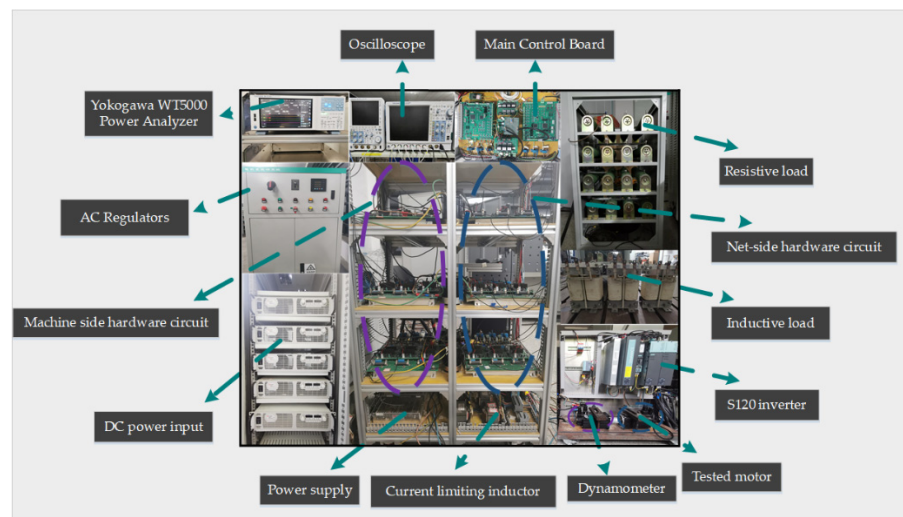 Oscilloscope
Main Control Board
Yokogawa WT5000
Power Analyzer
Resistive load
AC Regulators
Net-side hardware circuit
Machine side hardware circuit
Inductive load
S120 inverter
DC power input
Tested motor
Power supply
Current limiting inductor
Dynamometer